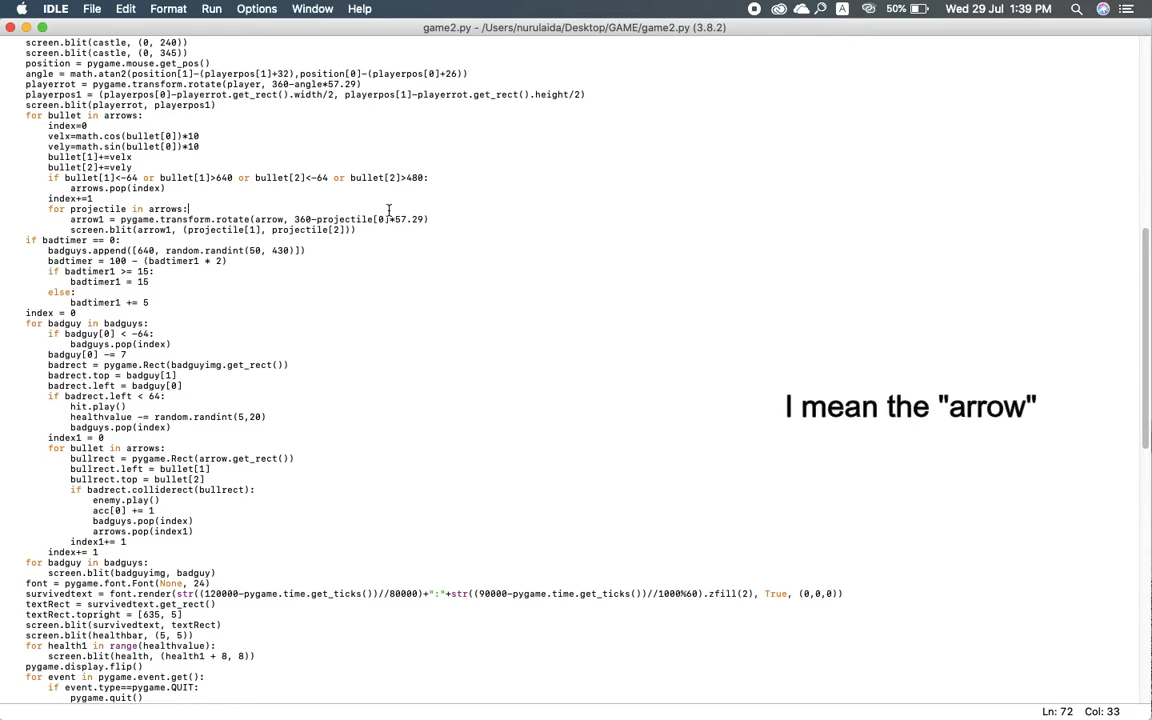 IDLE File Edit Format Run Options Window Help 50% Wed 29 Jul 1:39 PM
game2.py - /Users/nurulaida/Desktop/GAME/game2.py (3.8.2)
screen.blit(castle, (0, 240))
screen.blit(castle, (0, 345))
position = pygame.mouse.get_pos()
angle = math.atan2(position[1]-(playerpos[1]+32),position[0]-(playerpos[0]+26))
playerrot = pygame.transform.rotate(player, 360-angle*57.29)
playerpos1 = (playerpos[0]-playerrot.get_rect().width/2, playerpos[1]-playerrot.get_rect().height/2)
screen.blit(playerrot, playerpos1)
for bullet in arrows:
index=0
velx=math.cos(bullet[0])*10
vely=math.sin(bullet[0])*10
bullet[1]+=velx
bullet[2]+=vely
if bullet[1]<-64 or bullet[1]>640 or bullet[2]<-64 or bullet[2]>480:
arrows.pop(index)
index+=1
for projectile in arrows:
arrow1 = pygame.transform.rotate(arrow, 360-projectile[0]*57.29)
screen.blit(arrow1, (projectile[1], projectile[2]))
if badtimer == 0:
badguys.append([640, random.randint(50, 430)])
badtimer = 100 - (badtimer1 * 2)
if badtimer1 >= 15:
badtimer1 = 15
else:
badtimer1 += 5
index = 0
for badguy in badguys:
if badguy[0] < -64:
badguys.pop(index)
badguy[0] -= 7
badrect = pygame.Rect(badguyimg.get_rect())
badrect.top = badguy[1]
badrect.left = badguy[0]
if badrect.left < 64:
hit.play()
healthvalue -= random.randint(5,20)
badguys.pop(index)
index1 = 0
for bullet in arrows:
bullrect = pygame.Rect(arrow.get_rect())
bullrect.left = bullet[1]
bullrect.top = bullet[2]
if badrect.colliderect(bullrect):
enemy.play()
acc[0] += 1
badguys.pop(index)
arrows.pop(index1)
index1+= 1
index+= 1
for badguy in badguys:
screen.blit(badguyimg, badguy)
font = pygame.font.Font(None, 24)
survivedtext = font.render(str((120000-pygame.time.get_ticks())//80000)+":"+str((90000-pygame.time.get_ticks())//1000%60).zfill(2), True, (0,0,0))
textRect = survivedtext.get_rect()
textRect.topright = [635, 5]
screen.blit(survivedtext, textRect)
screen.blit(healthbar, (5, 5))
for health1 in range(healthvalue):
screen.blit(health, (health1 + 8, 8))
pygame.display.flip()
for event in pygame.event.get():
if event.type==pygame.QUIT:
pygame.quit()
I mean the "arrow"
Ln: 72 Col: 33